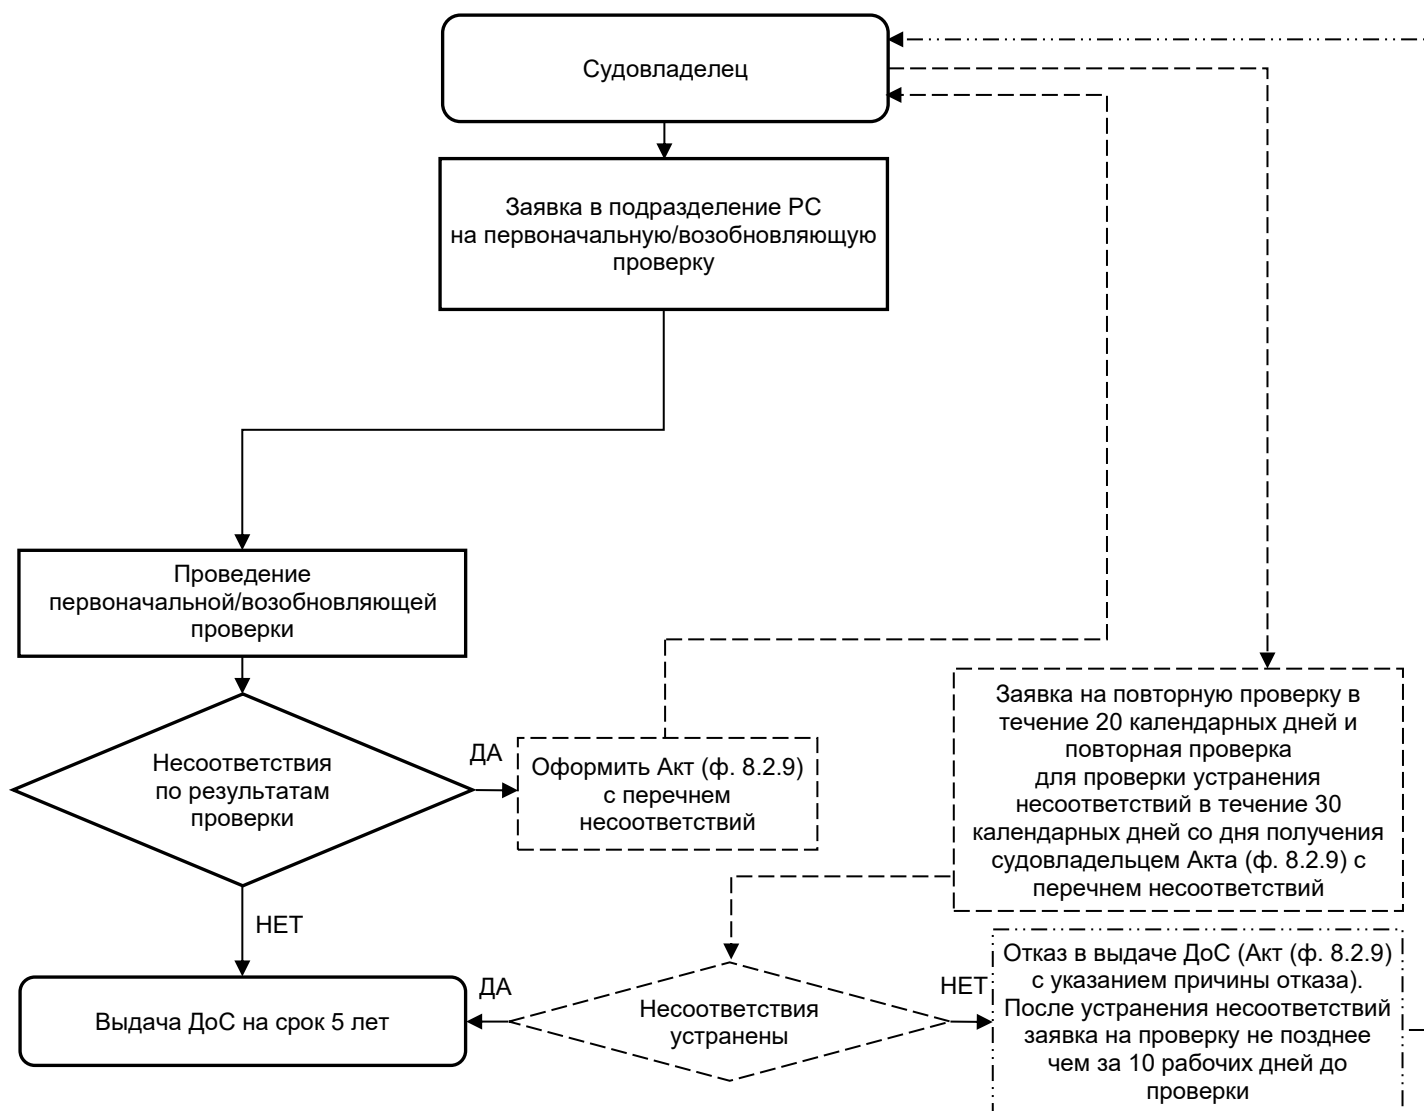 Судовладелец
Заявка в подразделение РС
на первоначальную/возобновляющую
проверку
Проведение
первоначальной/возобновляющей
проверки
Несоответствия
по результатам
проверки
ДА
Оформить Акт (ф. 8.2.9)
с перечнем
несоответствий
Заявка на повторную проверку в
течение 20 календарных дней и
повторная проверка
для проверки устранения
несоответствий в течение 30
календарных дней со дня получения
судовладельцем Акта (ф. 8.2.9) с
перечнем несоответствий
НЕТ
Выдача ДоС на срок 5 лет
ДА
Несоответствия
устранены
НЕТ
Отказ в выдаче ДоС (Акт (ф. 8.2.9)
с указанием причины отказа).
После устранения несоответствий
заявка на проверку не позднее
чем за 10 рабочих дней до
проверки